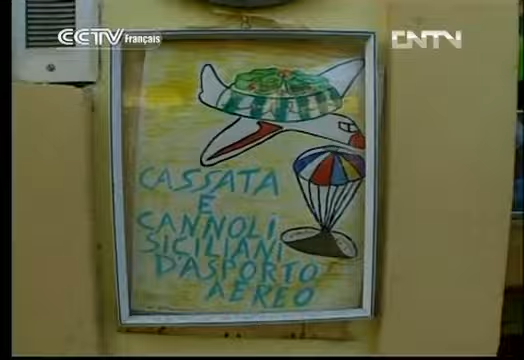 CCTV Français
CNTV
CASSATA
E
CANNOLI
SICILIANI
D'ASPORTO
AEREO